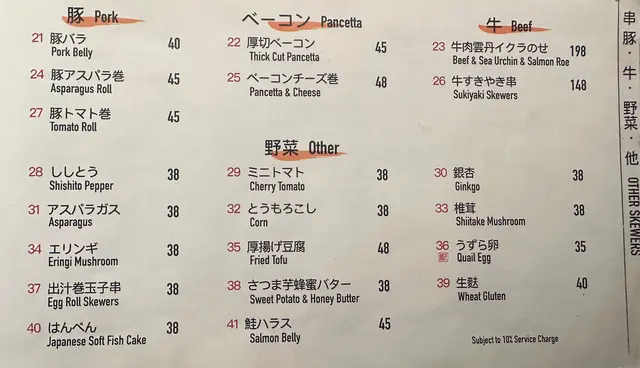 豚 Pork
21 豚バラ 40
Pork Belly
24 豚アスパラ巻 45
Asparagus Roll
27 豚トマト巻 45
Tomato Roll
ベーコン Pancetta
22 厚切ベーコン 45
Thick Cut Pancetta
25 ベーコンチーズ巻 48
Pancetta & Cheese
牛 Beef
23 牛肉雲丹イクラのせ 198
Beef & Sea Urchin & Salmon Roe
26 牛すきやき串 148
Sukiyaki Skewers
野菜 Other
28 ししとう 38
Shishito Pepper
31 アスパラガス 38
Asparagus
34 エリンギ 38
Eringi Mushroom
37 出汁巻玉子串 38
Egg Roll Skewers
40 はんぺん 38
Japanese Soft Fish Cake
29 ミニトマト 38
Cherry Tomato
32 とうもろこし 38
Corn
35 厚揚げ豆腐 48
Fried Tofu
38 さつま芋蜂蜜バター 38
Sweet Potato & Honey Butter
41 鮭ハラス 45
Salmon Belly
30 銀杏 38
Ginkgo
33 椎茸 38
Shiitake Mushroom
36 うずら卵 35
Quail Egg
39 生麩 40
Wheat Gluten
Subject to 10% Service Charge
串 豚・牛・野菜・他 OTHER SKEWERS